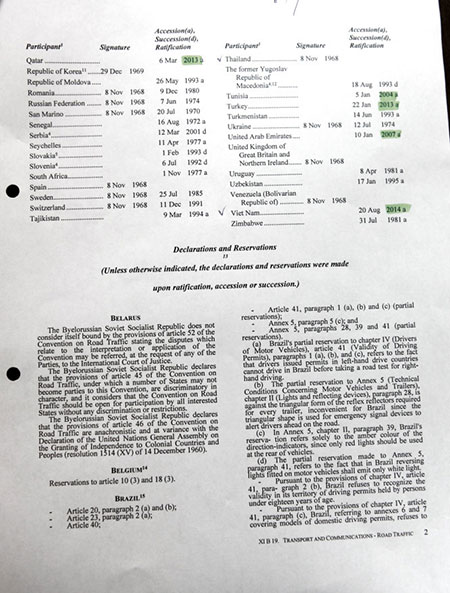 Participant¹ Signature Accession(a), Succession(d), Ratification
Qatar 6 Mar 2013 a
Republic of Korea¹¹ 29 Dec 1969
Republic of Moldova 26 May 1993 a
Romania 8 Nov 1968 9 Dec 1980
Russian Federation 8 Nov 1968 7 Jun 1974
San Marino 8 Nov 1968 20 Jul 1970
Senegal 16 Aug 1972 a
Serbia⁴ 12 Mar 2001 d
Seychelles 11 Apr 1977 a
Slovakia³ 1 Feb 1993 d
Slovenia⁴ 6 Jul 1992 d
South Africa 1 Nov 1977 a
Spain 8 Nov 1968
Sweden 8 Nov 1968 25 Jul 1985
Switzerland 8 Nov 1968 11 Dec 1991
Tajikistan 9 Mar 1994 a
Participant¹ Signature Accession(a), Succession(d), Ratification
Thailand 8 Nov 1968
The former Yugoslav
Republic of
Macedonia⁴,¹² 18 Aug 1993 d
Tunisia 5 Jan 2004 a
Turkey 22 Jan 2013 a
Turkmenistan 14 Jun 1993 a
Ukraine 8 Nov 1968 12 Jul 1974
United Arab Emirates 10 Jan 2007 a
United Kingdom of
Great Britain and
Northern Ireland 8 Nov 1968
Uruguay 8 Apr 1981 a
Uzbekistan 17 Jan 1995 a
Venezuela (Bolivarian
Republic of) 8 Nov 1968
Viet Nam 20 Aug 2014 a
Zimbabwe 31 Jul 1981 a
Declarations and Reservations
(Unless otherwise indicated, the declarations and reservations were made
upon ratification, accession or succession.)
BELARUS
The Byelorussian Soviet Socialist Republic does not
consider itself bound by the provisions of article 52 of the
Convention on Road Traffic stating the disputes which
relate to the interpretation or application of the
Convention may be referred, at the request of any of the
Parties, to the International Court of Justice.
The Byelorussian Soviet Socialist Republic declares
that the provisions of article 45 of the Convention on
Road Traffic, under which a number of States may not
become parties to this Convention, are discriminatory in
character, and it considers that the Convention on Road
Traffic should be open for participation by all interested
States without any discrimination or restrictions.
The Byelorussian Soviet Socialist Republic declares
that the provisions of article 46 of the Convention on
Road Traffic are anachronistic and at variance with the
Declaration of the United Nations General Assembly on
the Granting of Independence to Colonial Countries and
Peoples (resolution 1514 (XV) of 14 December 1960).
BELGIUM¹⁴
Reservations to article 10 (3) and 18 (3).
BRAZIL¹⁵
- Article 20, paragraph 2 (a) and (b);
- Article 23, paragraph 2 (a);
- Article 40;
- Article 41, paragraph 1 (a), (b) and (c) (partial
reservations);
- Annex 5, paragraph 5 (c); and
- Annex 5, paragraphs 28, 39 and 41 (partial
reservations).
(a) Brazil's partial reservation to chapter IV (Drivers
of Motor Vehicles), article 41 (Validity of Driving
Permits), paragraphs 1 (a), (b), and (c), refers to the fact
that drivers issued permits in left-hand drive countries
cannot drive in Brazil before taking a road test for right-
hand driving.
(b) The partial reservation to Annex 5 (Technical
Conditions Concerning Motor Vehicles and Trailers),
chapter II (Lights and reflecting devices), paragraph 28, is
against the triangular form of the reflex reflectors required
for every trailer, inconvenient for Brazil since the
triangular shape is used for emergency signal devices to
alert drivers ahead on the road.
(c) In Annex 5, chapter II, paragraph 39, Brazil's
reserva- tion refers solely to the amber colour of the
direction-indicators, since only red lights should be used
at the rear of vehicles.
(d) The partial reservation made to Annex 5,
paragraph 41, refers to the fact that in Brazil reversing
lights fitted on motor vehicles shall emit only white light.
- Pursuant to the provisions of chapter IV, article
41, para- graph 2 (b), Brazil refuses to recognize the
validity in its territory of driving permits held by persons
under eighteen years of age.
- Pursuant to the provisions of chapter IV, article
41, paragraph (c), Brazil, referring to annexes 6 and 7
covering models of domestic driving permits, refuses to
XI B 19. TRANSPORT AND COMMUNICATIONS - ROAD TRAFFIC 2